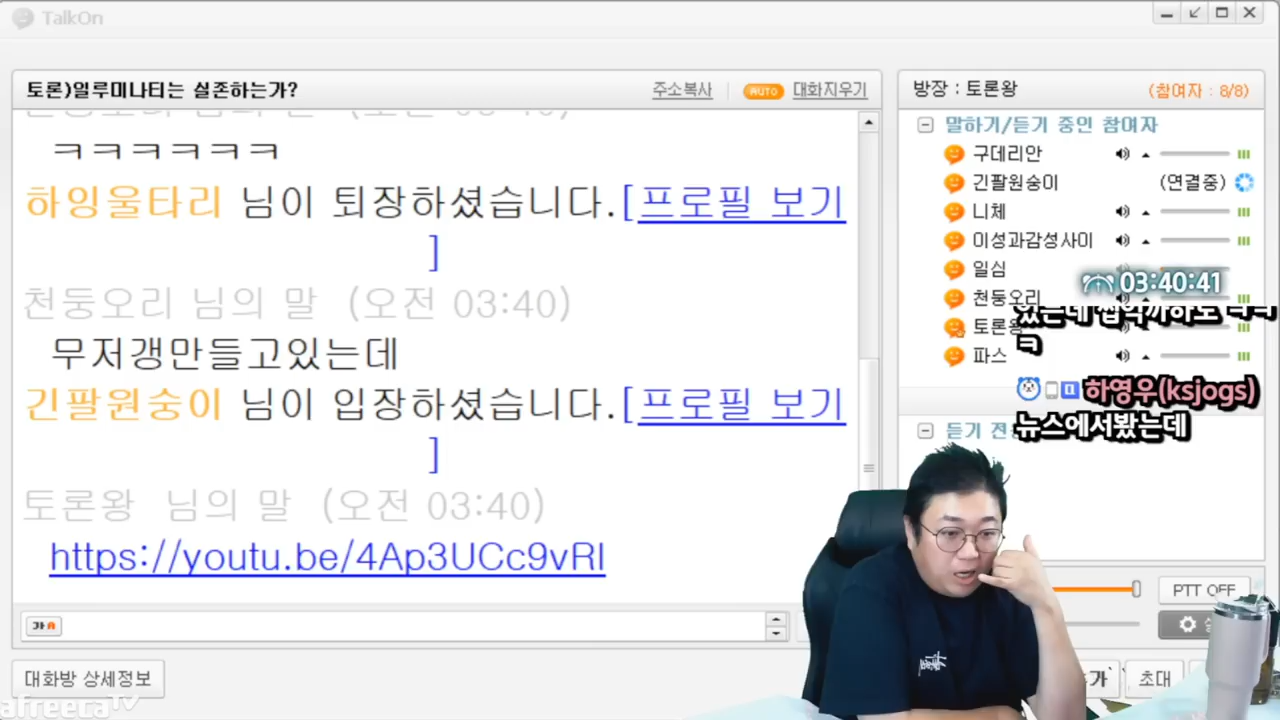 TalkOn
토론)일루미나티는 실존하는가?
주소복사
AUTO
대화지우기
ㅋㅋㅋㅋㅋㅋ
하잉울타리 님이 퇴장하셨습니다.[프로필 보기
]
천둥오리 님의 말 (오전 03:40)
무저갱만들고있는데
긴팔원숭이 님이 입장하셨습니다.[프로필 보기
]
토론왕 님의 말 (오전 03:40)
https://youtu.be/4Ap3UCc9vRI
가A
대화방 상세정보
afreecaTV
방장 : 토론왕
(참여자 : 8/8)
말하기/듣기 중인 참여자
구데리안
긴팔원숭이 (연결중)
니체
이성과감성사이
일심
03:40:41
천둥오리
토론왕
ㅋ
파스
하영우(ksjogs)
뉴스에서봤는데
듣기 전
PTT OFF
초대